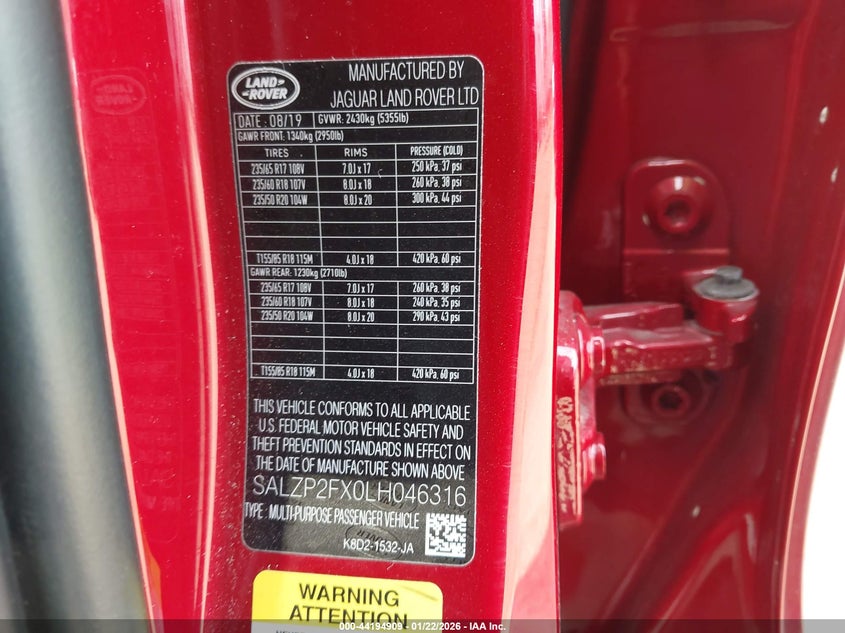 LAND ROVER
MANUFACTURED BY
JAGUAR LAND ROVER LTD
DATE 08/19 GVWR: 2430kg (5355lb)
GAWR FRONT: 1340kg (2950lb)
TIRES RIMS PRESSURE (COLD)
235/65 R17 108V 7.0J x 17 250 kPa, 37 psi
235/60 R18 107V 8.0J x 18 260 kPa, 38 psi
235/50 R20 104W 8.0J x 20 300 kPa, 44 psi
T155/85 R18 115M 4.0J x 18 420 kPa, 60 psi
GAWR REAR: 1230kg (2710lb)
235/65 R17 108V 7.0J x 17 260 kPa, 38 psi
235/60 R18 107V 8.0J x 18 240 kPa, 35 psi
235/50 R20 104W 8.0J x 20 290 kPa, 43 psi
T155/85 R18 115M 4.0J x 18 420 kPa, 60 psi
THIS VEHICLE CONFORMS TO ALL APPLICABLE
U.S. FEDERAL MOTOR VEHICLE SAFETY AND
THEFT PREVENTION STANDARDS IN EFFECT ON
THE DATE OF MANUFACTURE SHOWN ABOVE
SALZP2FX0LH046316
TYPE : MULTI-PURPOSE PASSENGER VEHICLE
K8D2-1532-JA
WARNING
ATTENTION
000-44194909 - 01/22/2026 - IAA Inc.